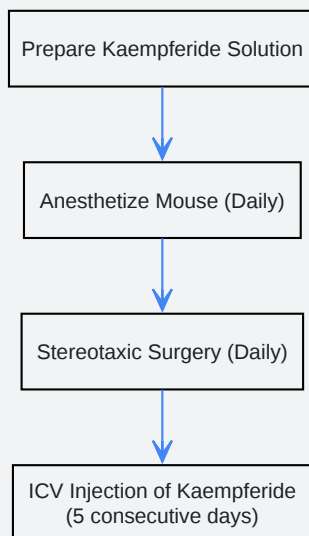 Prepare Kaempferide Solution
Anesthetize Mouse (Daily)
Stereotaxic Surgery (Daily)
ICV Injection of Kaempferide
(5 consecutive days)